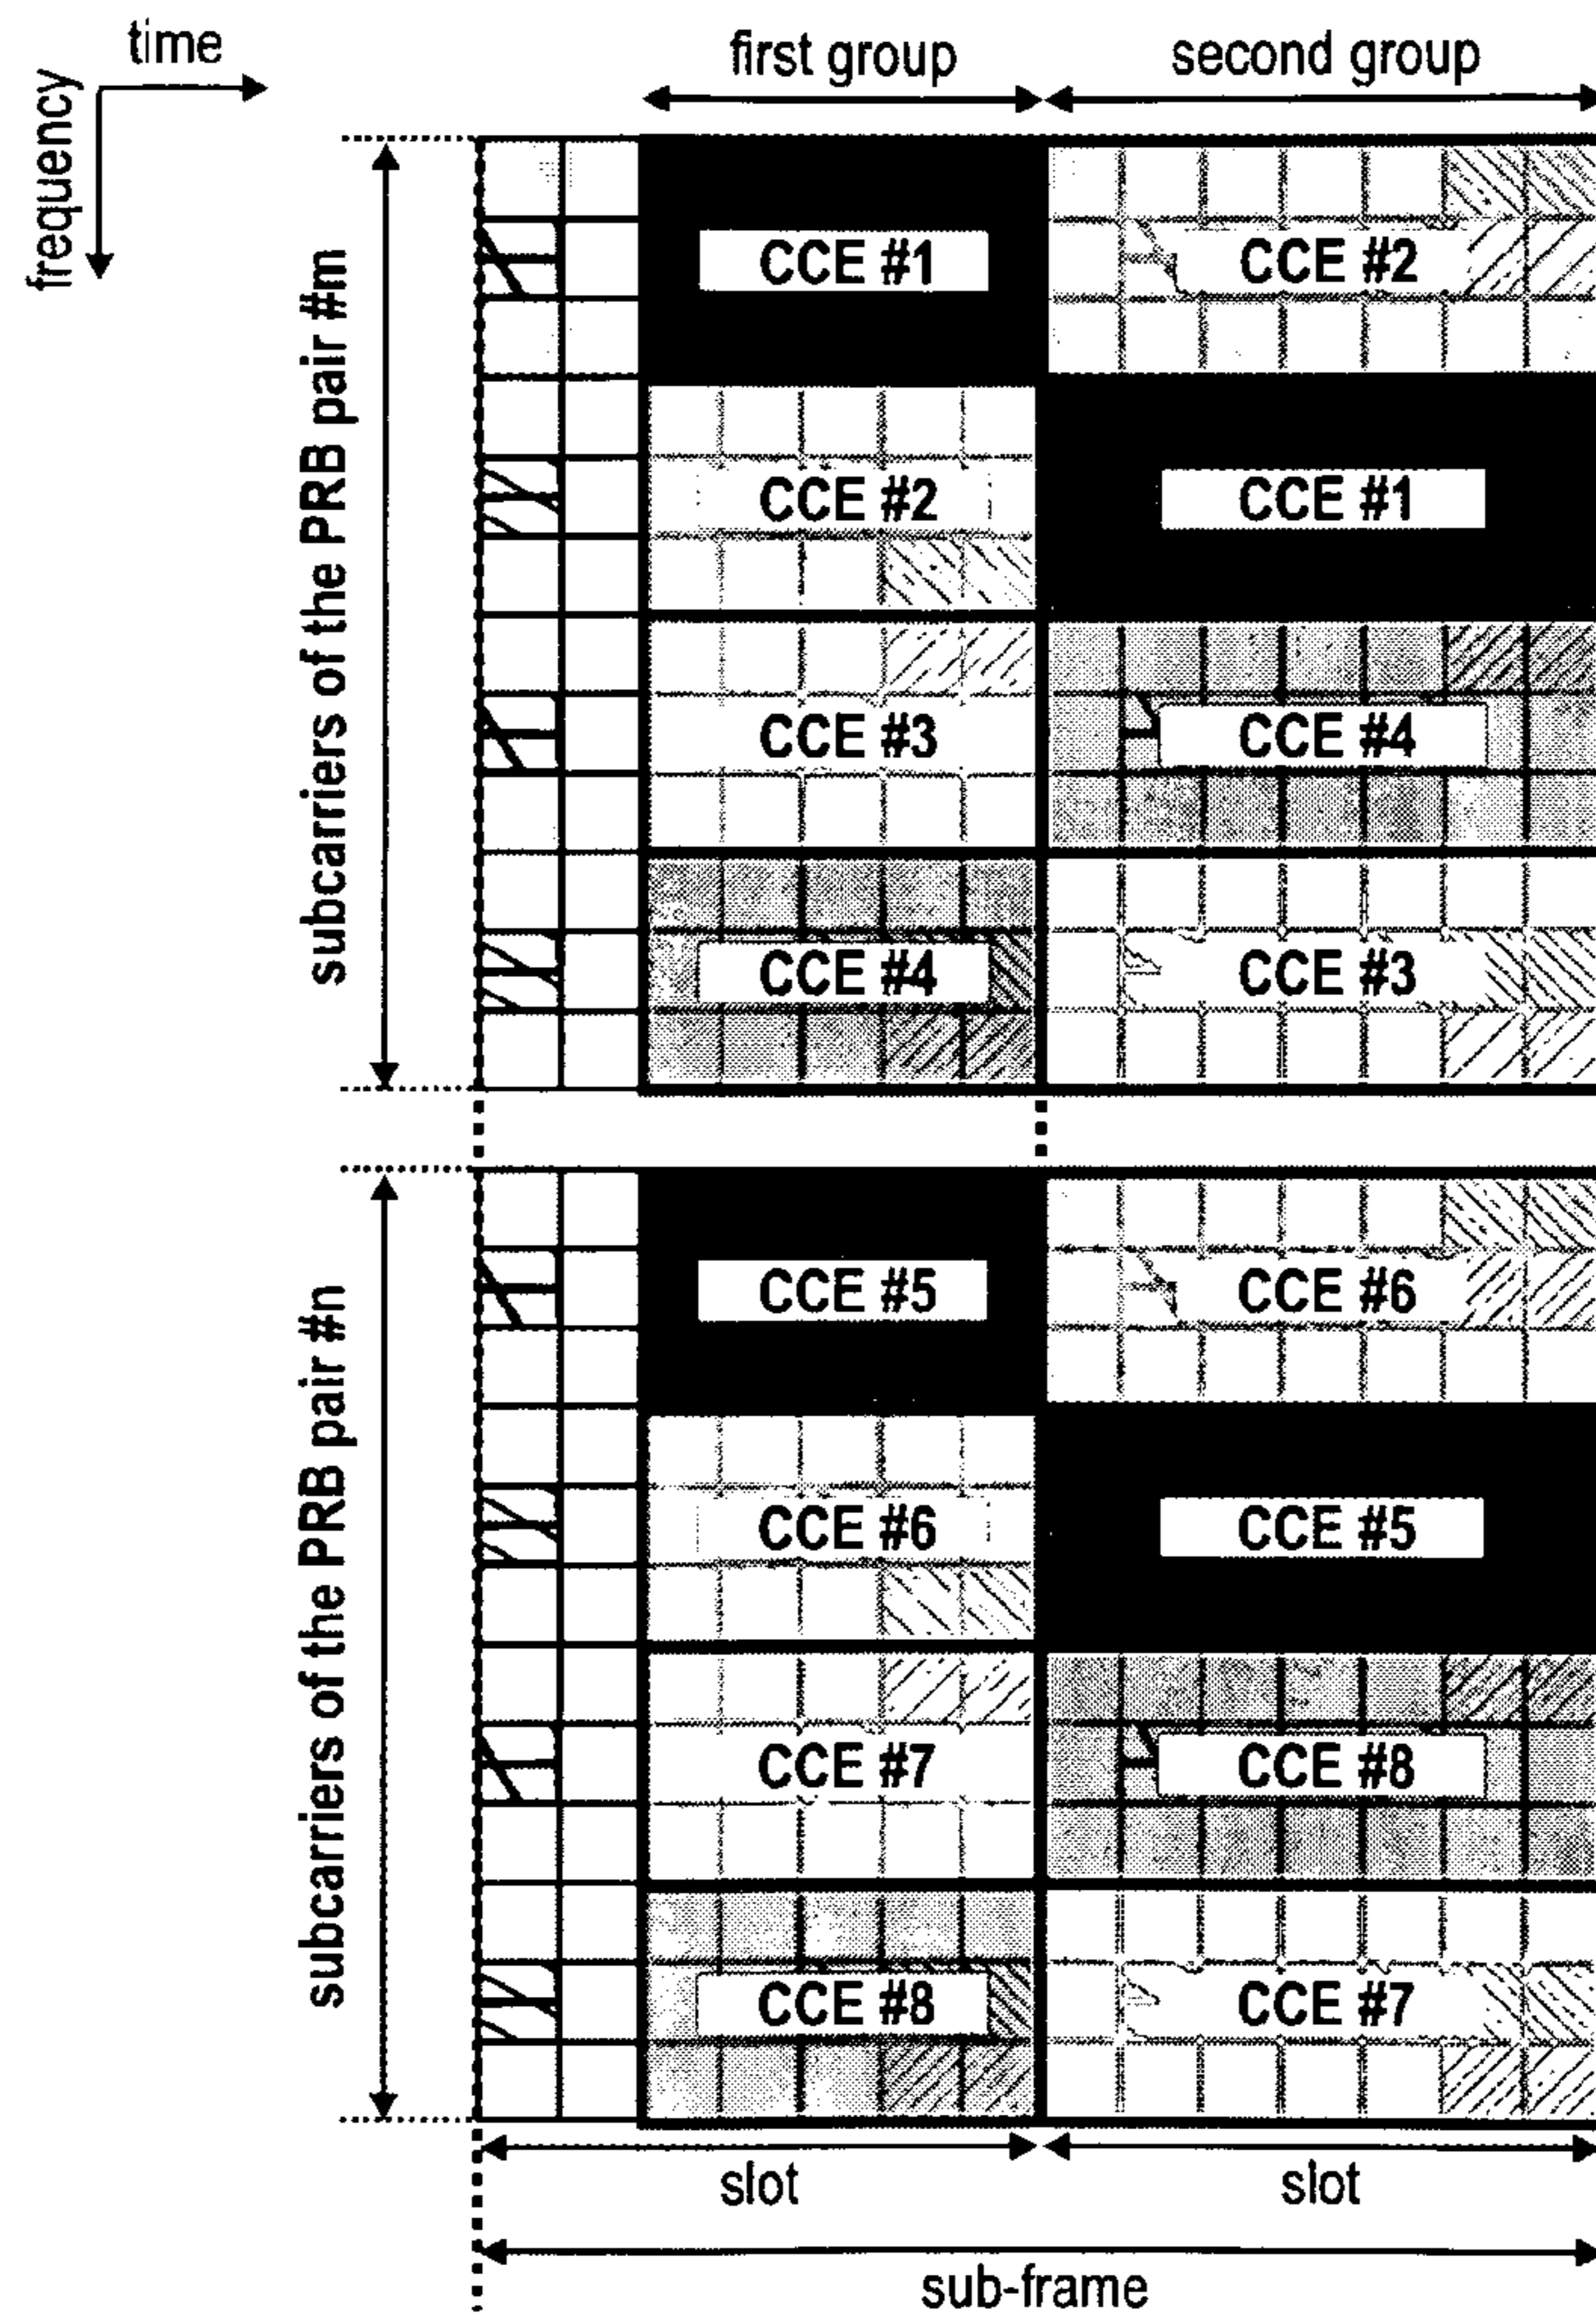 time
first group
second group
frequency
subcarriers of the PRB pair #m
CCE #1
CCE #2
CCE #2
CCE #1
CCE #3
CCE #4
CCE #4
CCE #3
subcarriers of the PRB pair #n
CCE #5
CCE #6
CCE #6
CCE #5
CCE #7
CCE #8
CCE #8
CCE #7
slot
slot
sub-frame